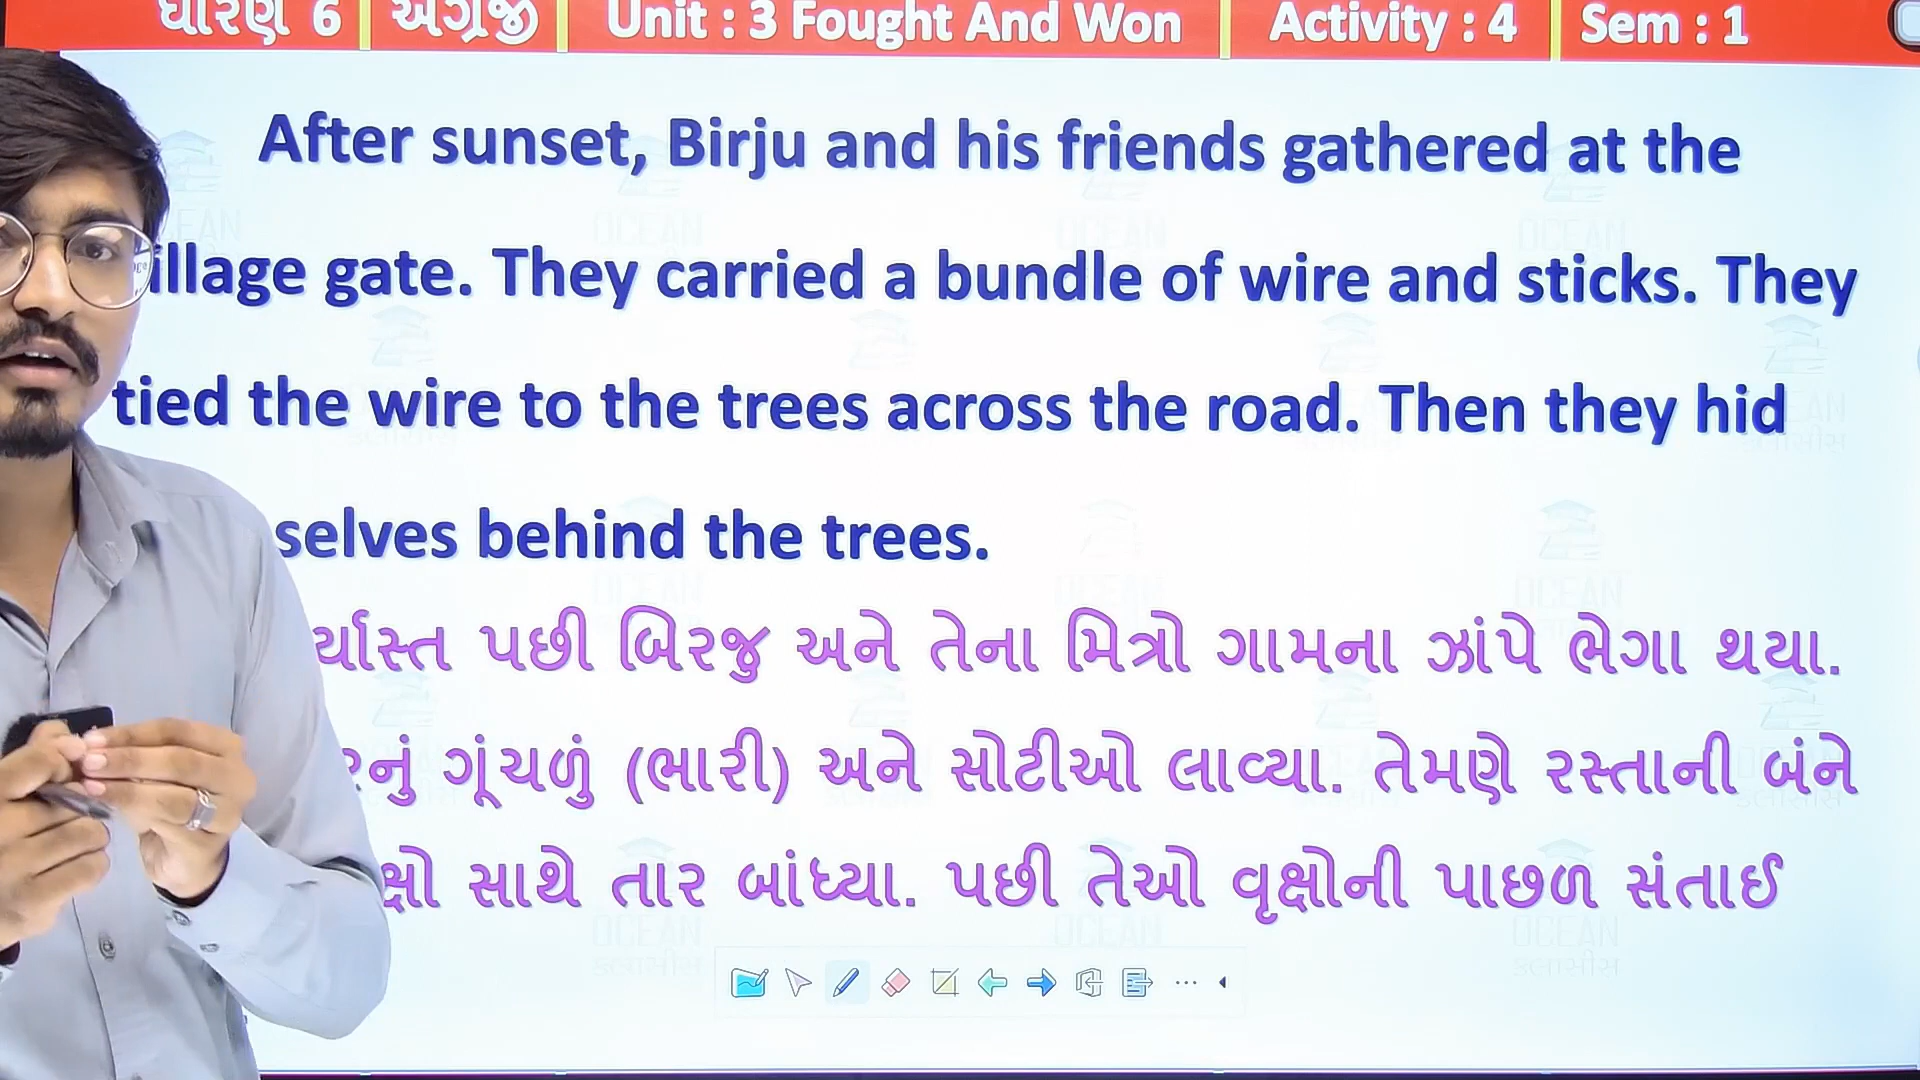 ધોરણ 6 અંગ્રેજી Unit : 3 Fought And Won Activity : 4 Sem : 1
After sunset, Birju and his friends gathered at the
illage gate. They carried a bundle of wire and sticks. They
tied the wire to the trees across the road. Then they hid
selves behind the trees.
ર્યાસ્ત પછી બિરજુ અને તેના મિત્રો ગામના ઝાંપે ભેગા થયા.
રનું ગૂંચળું (ભારી) અને સોટીઓ લાવ્યા. તેમણે રસ્તાની બંને
ક્ષો સાથે તાર બાંધ્યા. પછી તેઓ વૃક્ષોની પાછળ સંતાઈ